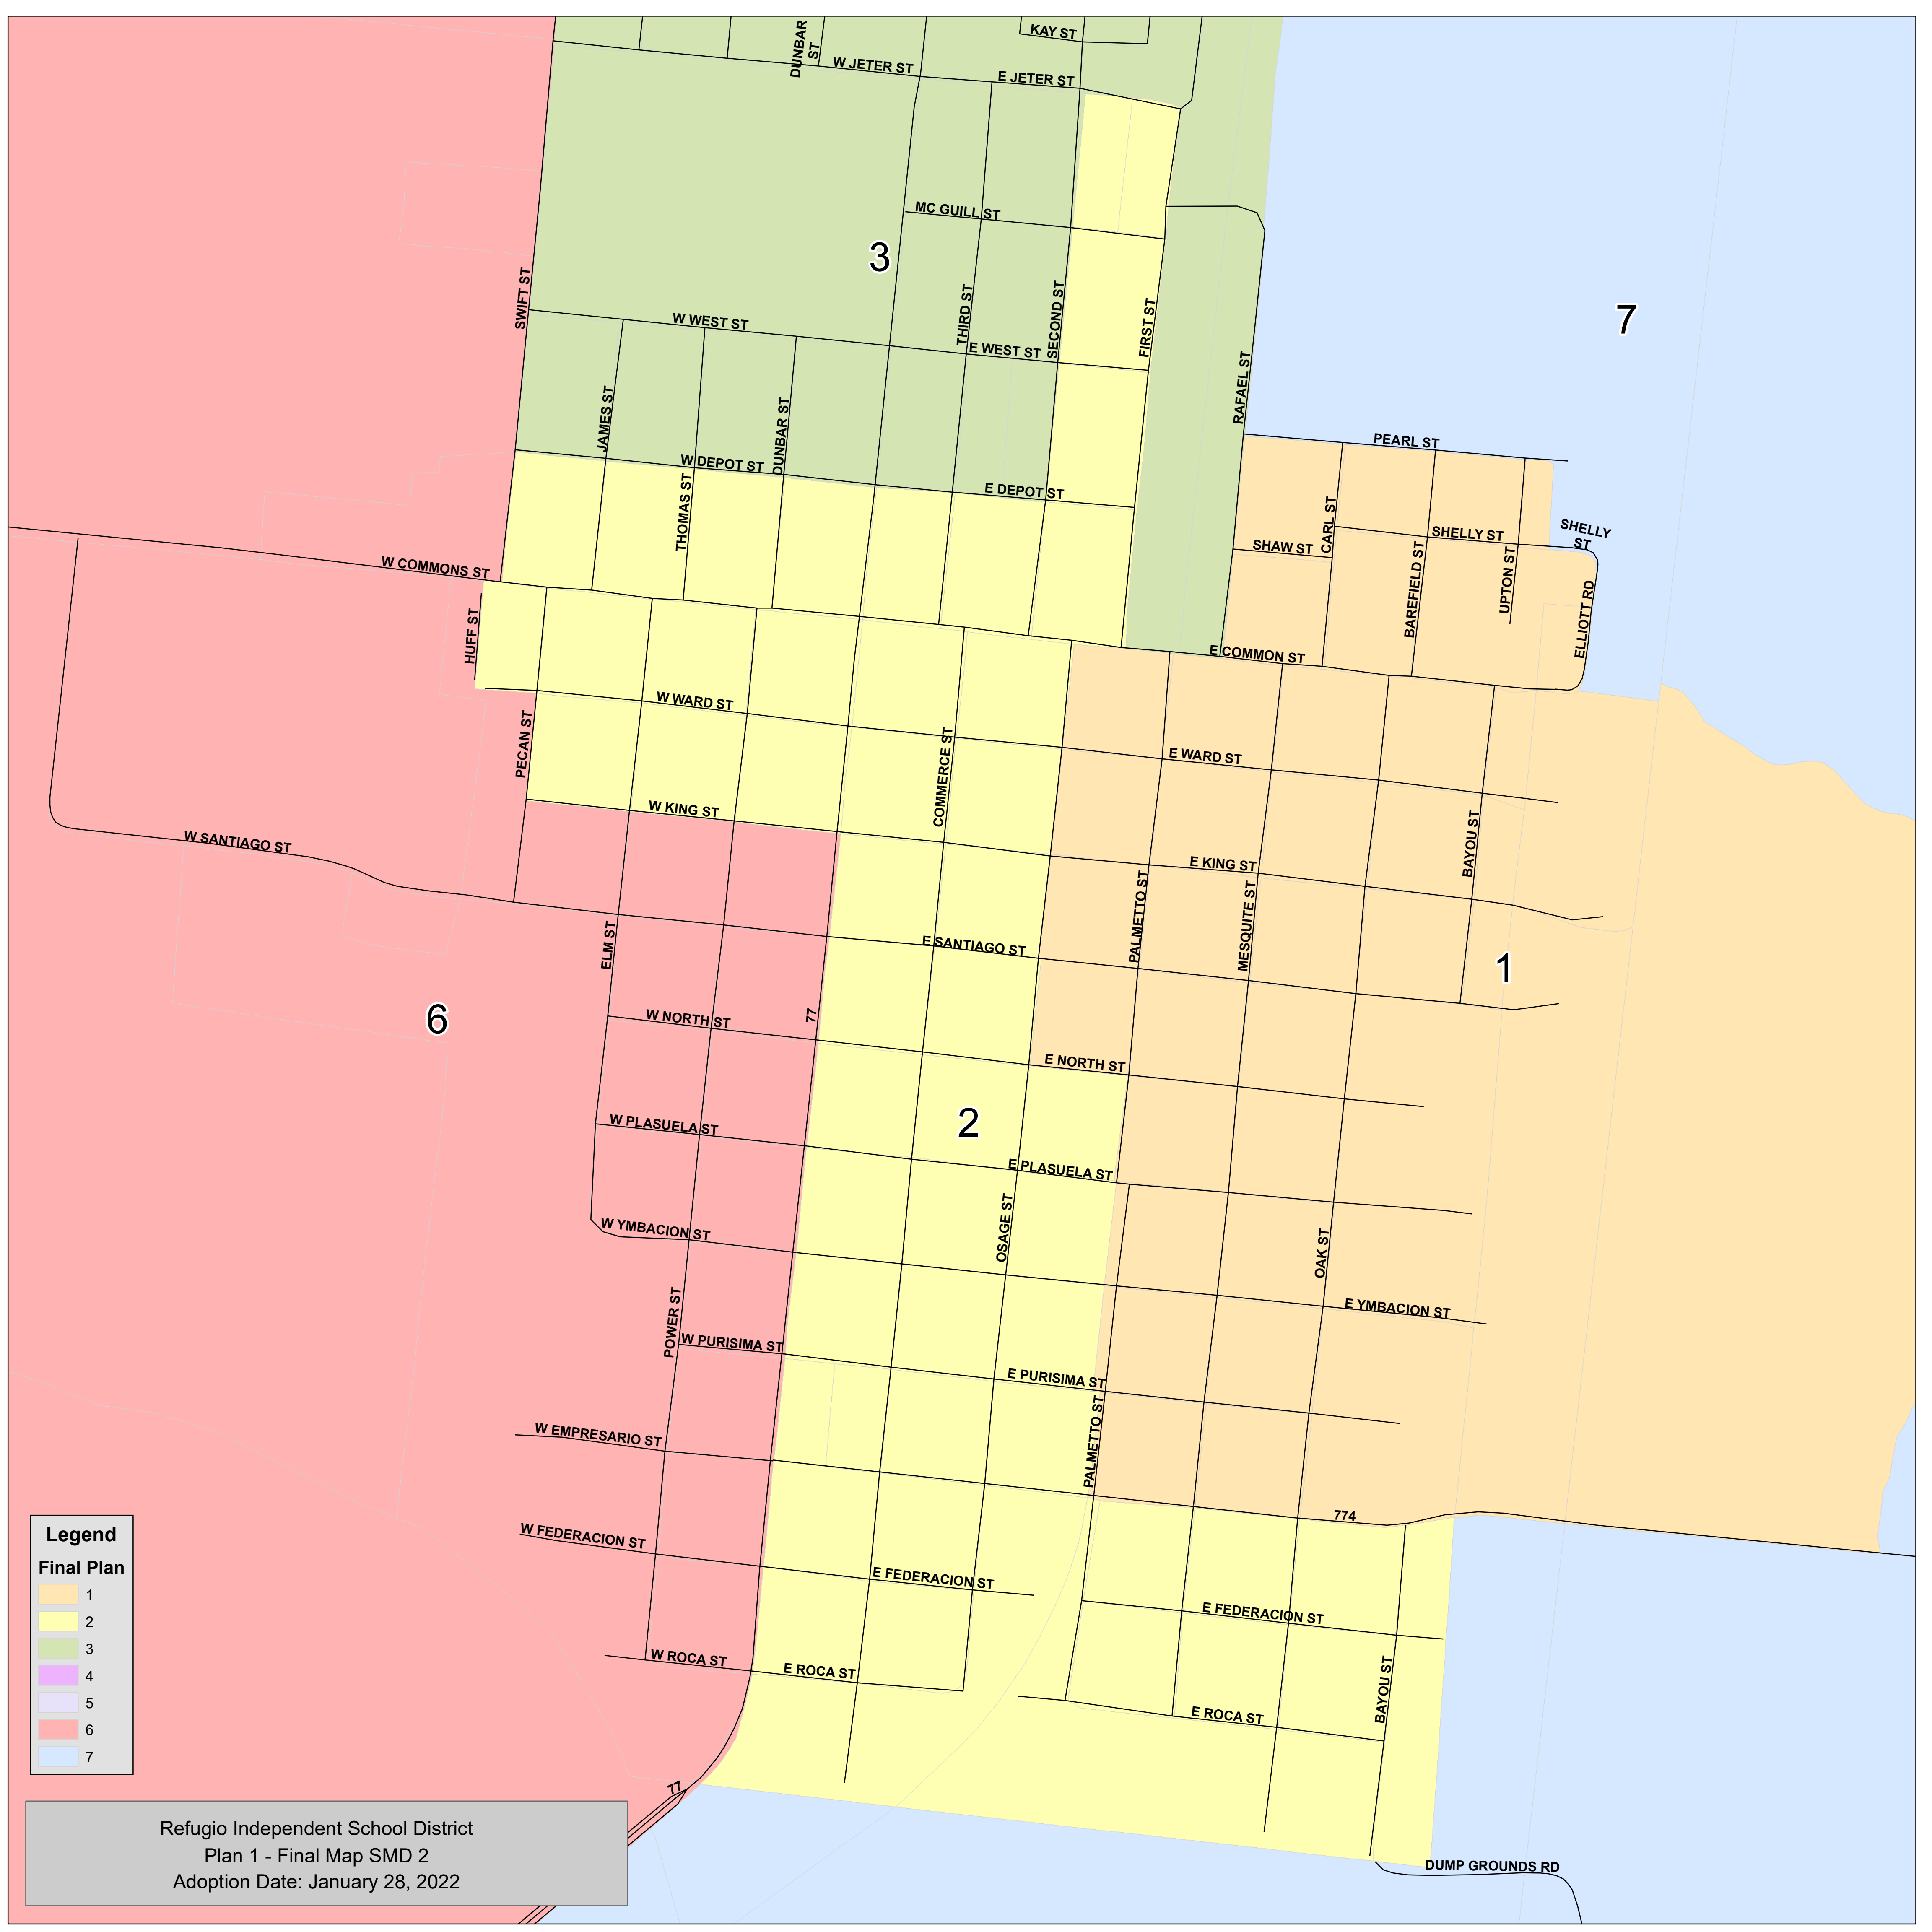 KAY ST
DUNBAR
ST
W JETER ST
E JETER ST
MC GUILL ST
3
SWIFT ST
THIRD ST
SECOND ST
FIRST ST
7
W WEST ST
E WEST ST
RAFAEL ST
JAMES ST
DUNBAR ST
PEARL ST
W DEPOT ST
THOMAS ST
E DEPOT ST
CARL ST
SHELLY ST
SHELLY
ST
SHAW ST
BAREFIELD ST
UPTON ST
W COMMONS ST
HUFF ST
ELLIOTT RD
E COMMON ST
W WARD ST
PECAN ST
COMMERCE ST
E WARD ST
W KING ST
W SANTIAGO ST
E KING ST
BAYOU ST
PALMETTO ST
MESQUITE ST
ELM ST
E SANTIAGO ST
1
6
W NORTH ST
77
E NORTH ST
2
W PLASUELA ST
E PLASUELA ST
W YMBACION ST
OSAGE ST
OAK ST
E YMBACION ST
POWER ST
W PURISIMA ST
E PURISIMA ST
PALMETTO ST
W EMPRESARIO ST
774
W FEDERACION ST
E FEDERACION ST
E FEDERACION ST
W ROCA ST
E ROCA ST
BAYOU ST
E ROCA ST
77
DUMP GROUNDS RD
Legend
Final Plan
1
2
3
4
5
6
7
Refugio Independent School District
Plan 1 - Final Map SMD 2
Adoption Date: January 28, 2022